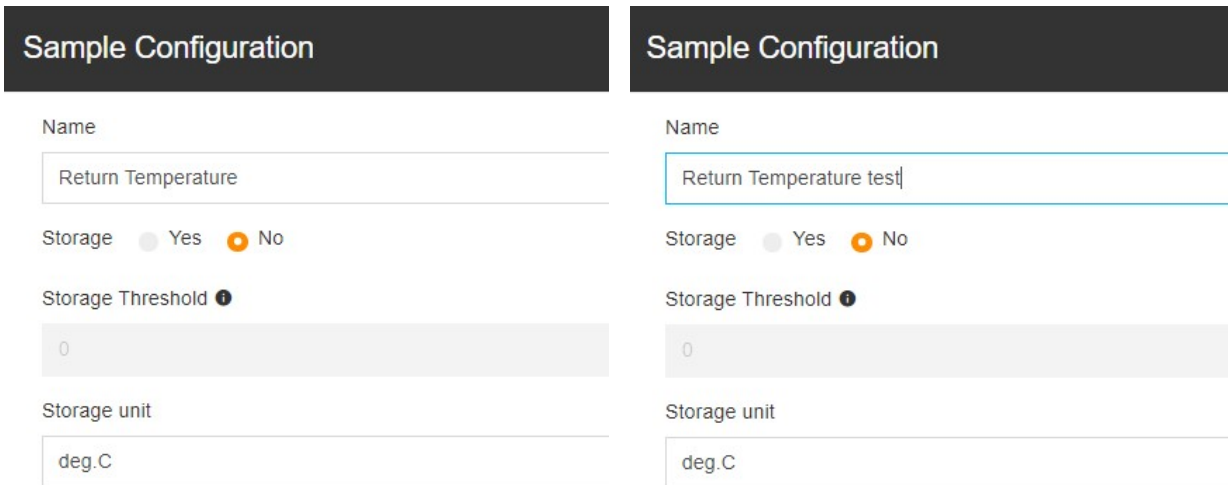 Sample Configuration
Name
Return Temperature
Storage Yes No
Storage Threshold
0
Storage unit
deg.C
Sample Configuration
Name
Return Temperature test
Storage Yes No
Storage Threshold
0
Storage unit
deg.C